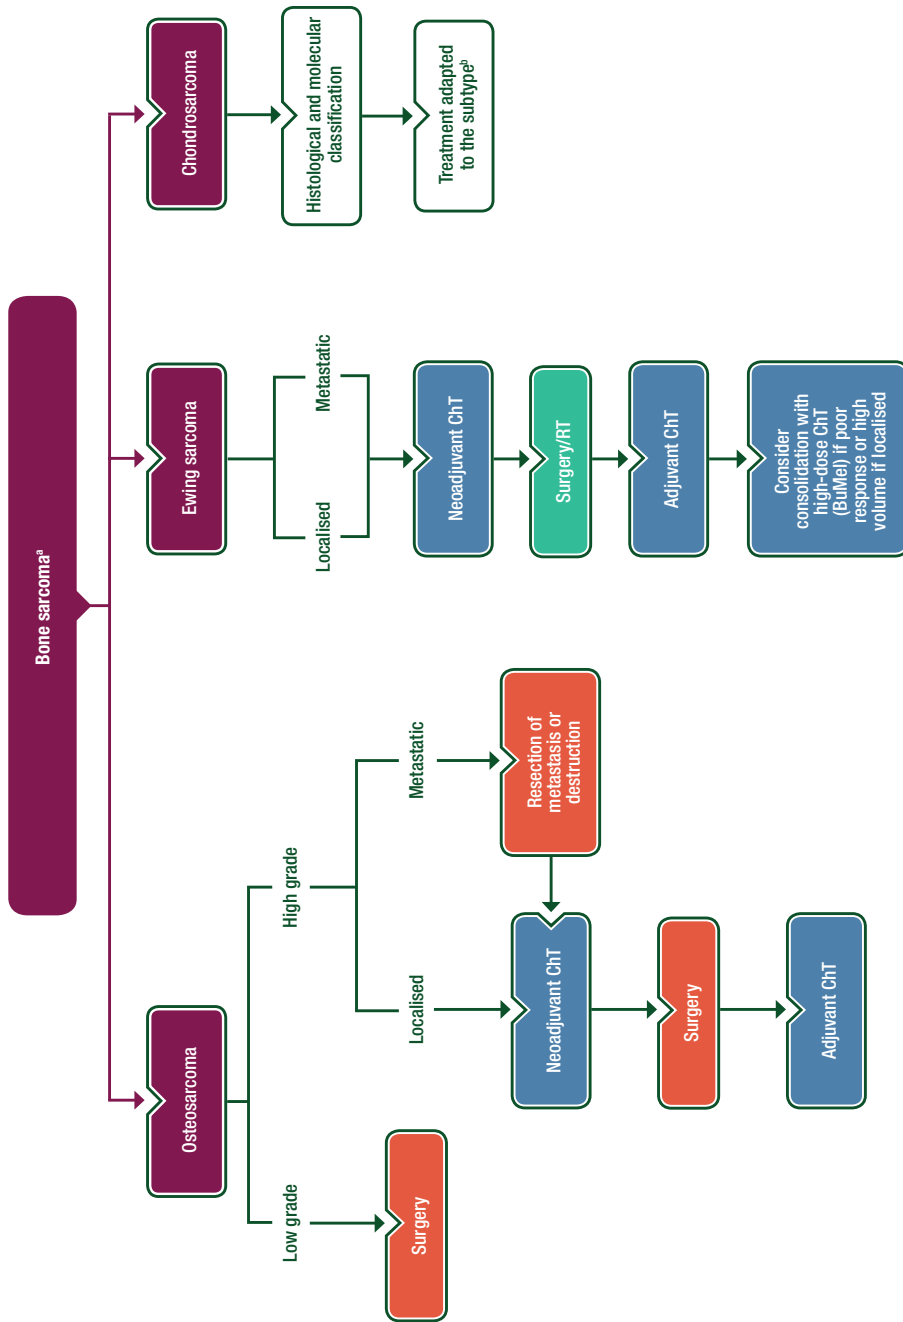 Bone sarcomaᵃ
Osteosarcoma
Low grade
Surgery
High grade
Localised
Metastatic
Resection of
metastasis or
destruction
Neoadjuvant ChT
Surgery
Adjuvant ChT
Ewing sarcoma
Localised
Metastatic
Neoadjuvant ChT
Surgery/RT
Adjuvant ChT
Consider
consolidation with
high-dose ChT
(BuMel) if poor
response or high
volume if localised
Chondrosarcoma
Histological and molecular
classification
Treatment adapted
to the subtypeᵇ